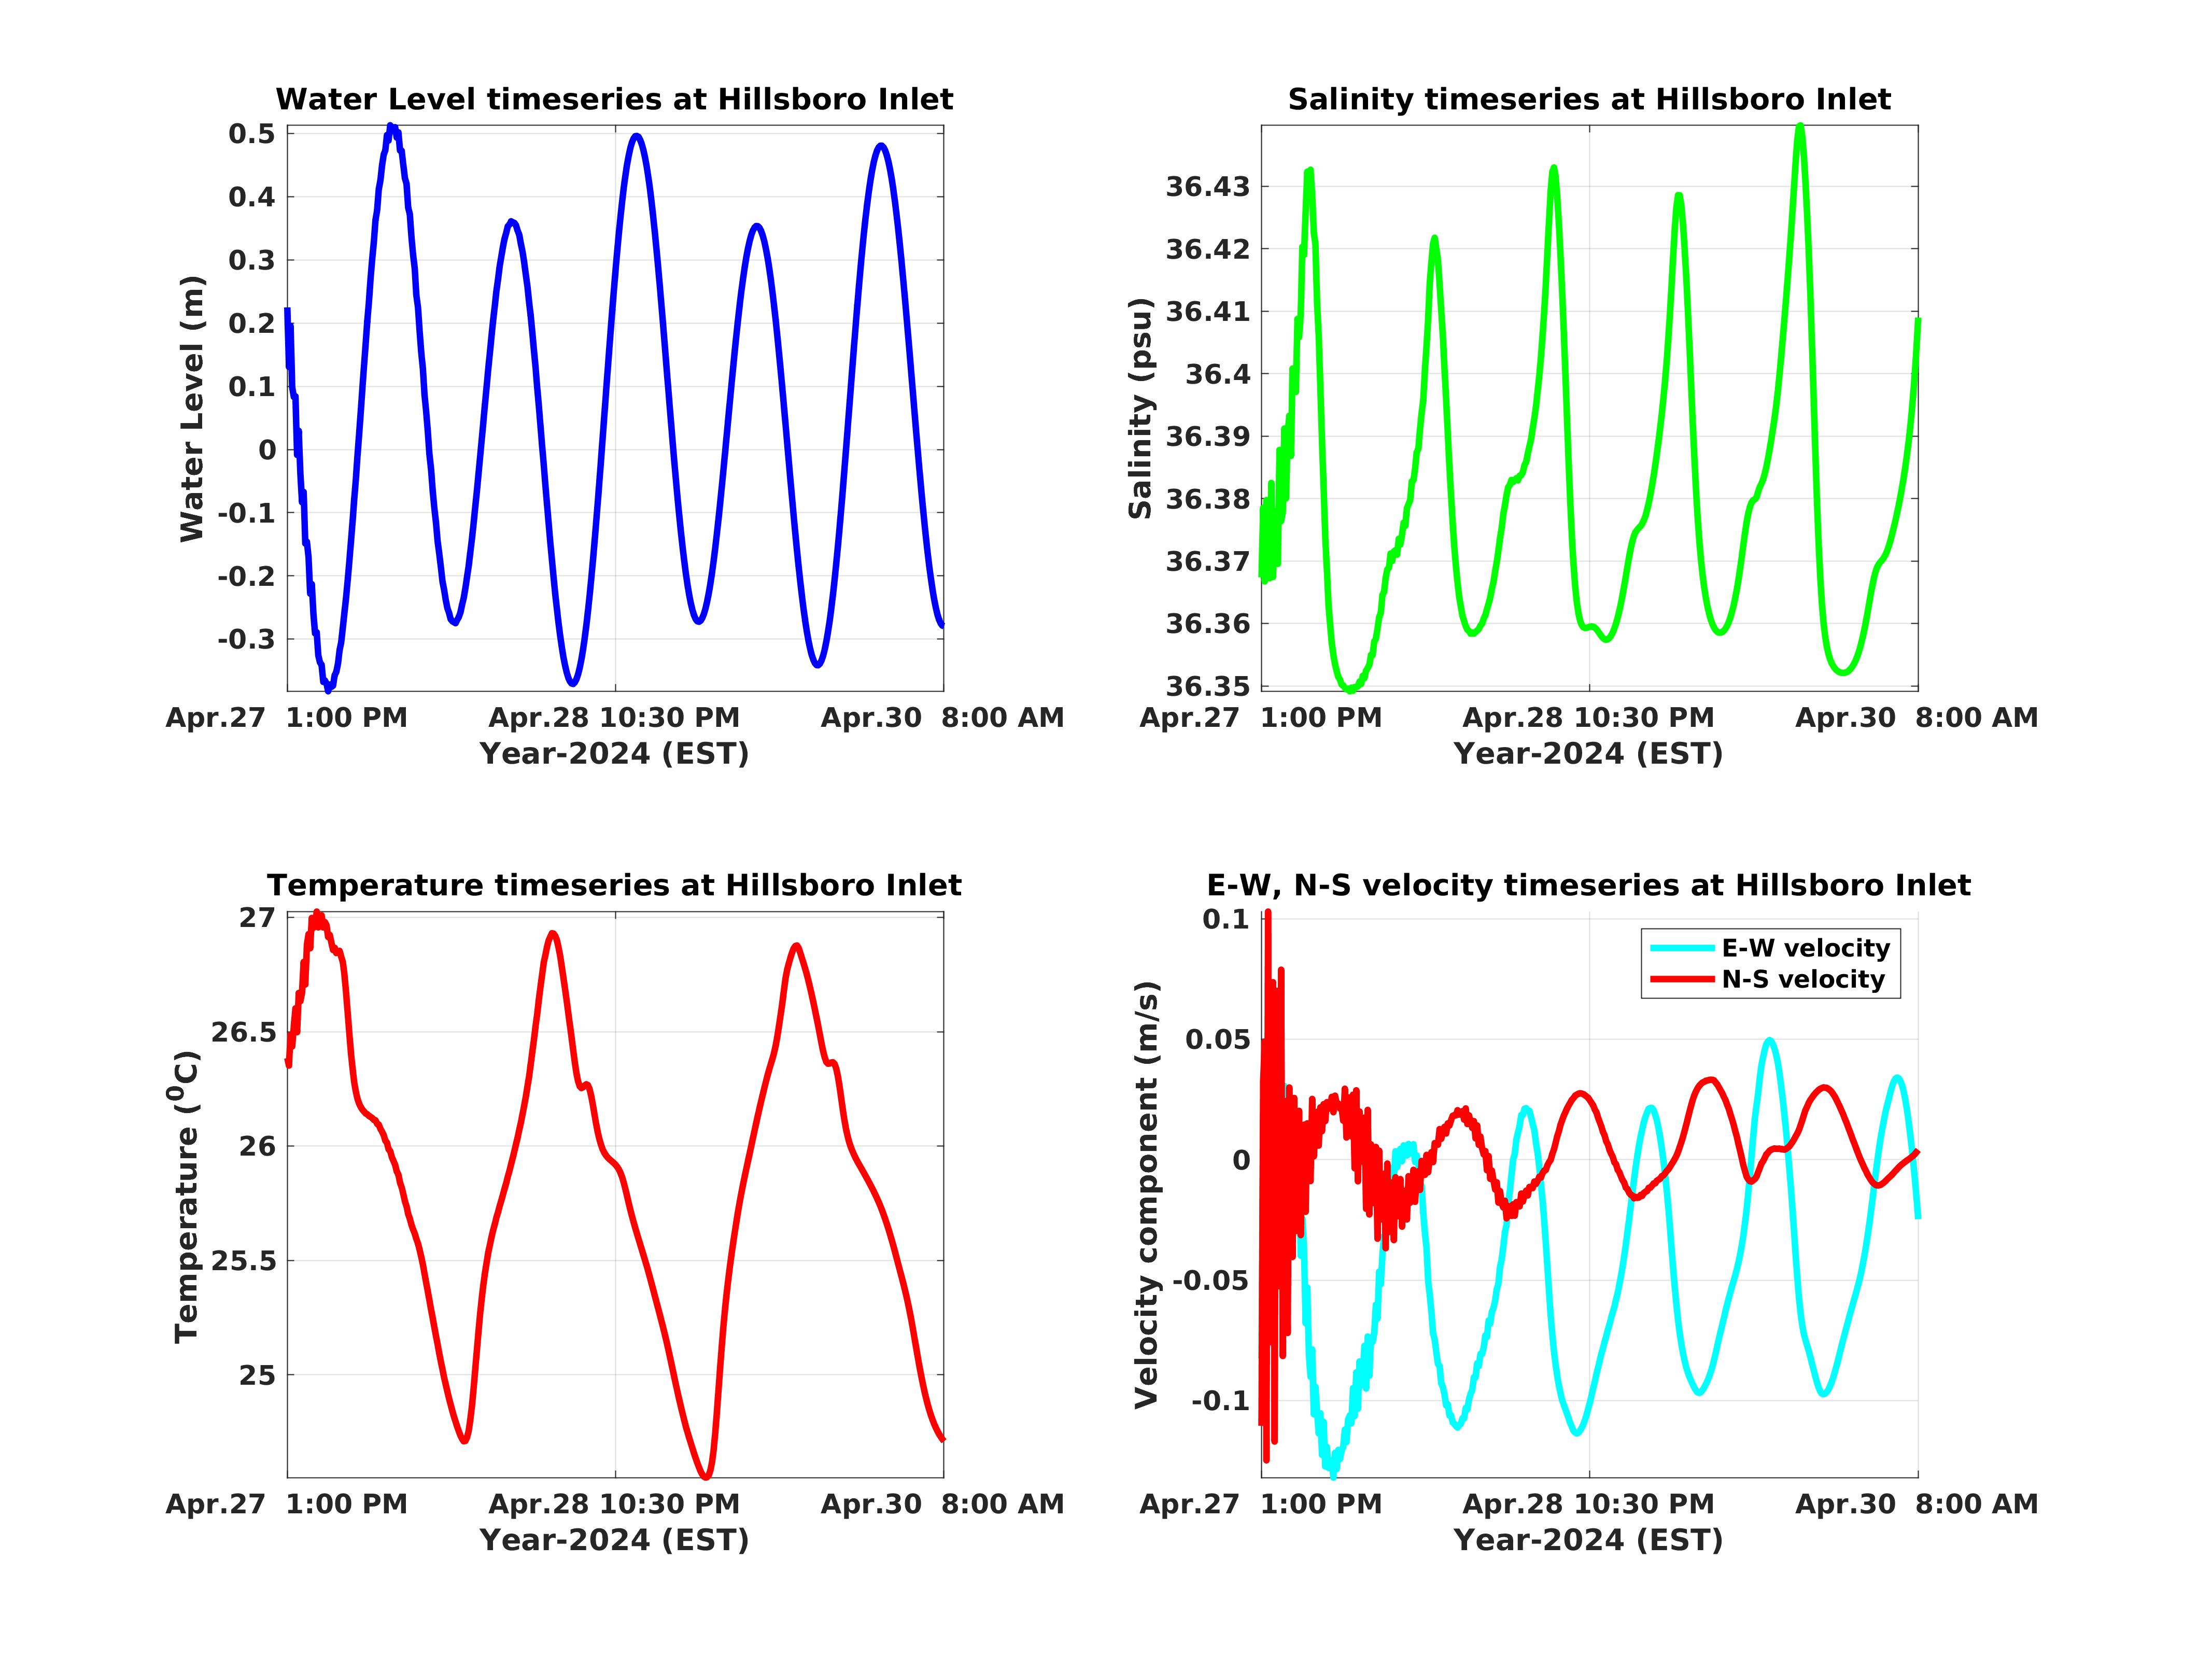 Water Level timeseries at Hillsboro Inlet
0.5
0.4
0.3
0.2
0.1
0
-0.1
-0.2
-0.3
Water Level (m)
Apr.27 1:00 PM Apr.28 10:30 PM Apr.30 8:00 AM
Year-2024 (EST)
Salinity timeseries at Hillsboro Inlet
36.43
36.42
36.41
36.4
36.39
36.38
36.37
36.36
36.35
Salinity (psu)
Apr.27 1:00 PM Apr.28 10:30 PM Apr.30 8:00 AM
Year-2024 (EST)
Temperature timeseries at Hillsboro Inlet
27
26.5
26
25.5
25
Temperature (⁰C)
Apr.27 1:00 PM Apr.28 10:30 PM Apr.30 8:00 AM
Year-2024 (EST)
E-W, N-S velocity timeseries at Hillsboro Inlet
0.1
0.05
0
-0.05
-0.1
Velocity component (m/s)
E-W velocity
N-S velocity
Apr.27 1:00 PM Apr.28 10:30 PM Apr.30 8:00 AM
Year-2024 (EST)